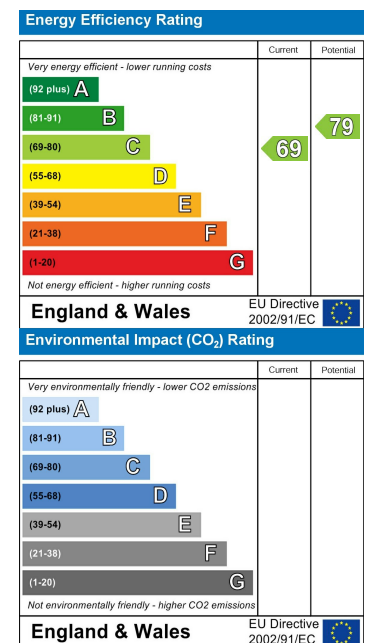 Energy Efficiency Rating
Current Potential
Very energy efficient - lower running costs
(92 plus) A
(81-91) B
79
(69-80) C
69
(55-68) D
(39-54) E
(21-38) F
(1-20) G
Not energy efficient - higher running costs
England & Wales
EU Directive
2002/91/EC
Environmental Impact (CO₂) Rating
Current Potential
Very environmentally friendly - lower CO2 emissions
(92 plus) A
(81-91) B
(69-80) C
(55-68) D
(39-54) E
(21-38) F
(1-20) G
Not environmentally friendly - higher CO2 emissions
England & Wales
EU Directive
2002/91/EC